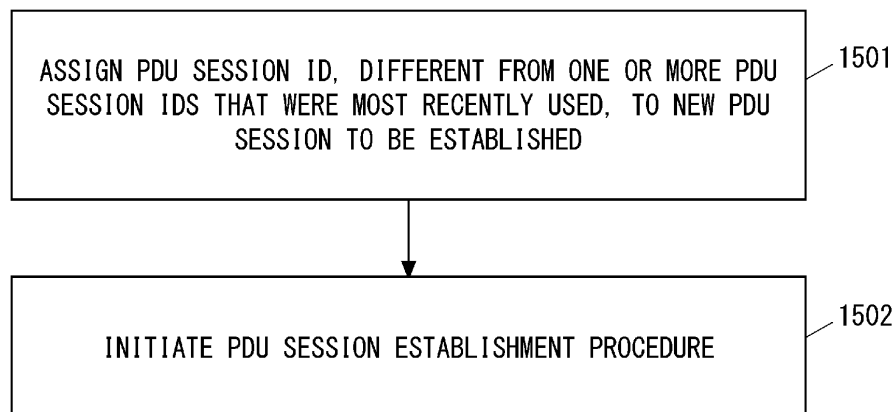 ASSIGN PDU SESSION ID, DIFFERENT FROM ONE OR MORE PDU
SESSION IDS THAT WERE MOST RECENTLY USED, TO NEW PDU
SESSION TO BE ESTABLISHED
1501
INITIATE PDU SESSION ESTABLISHMENT PROCEDURE
1502